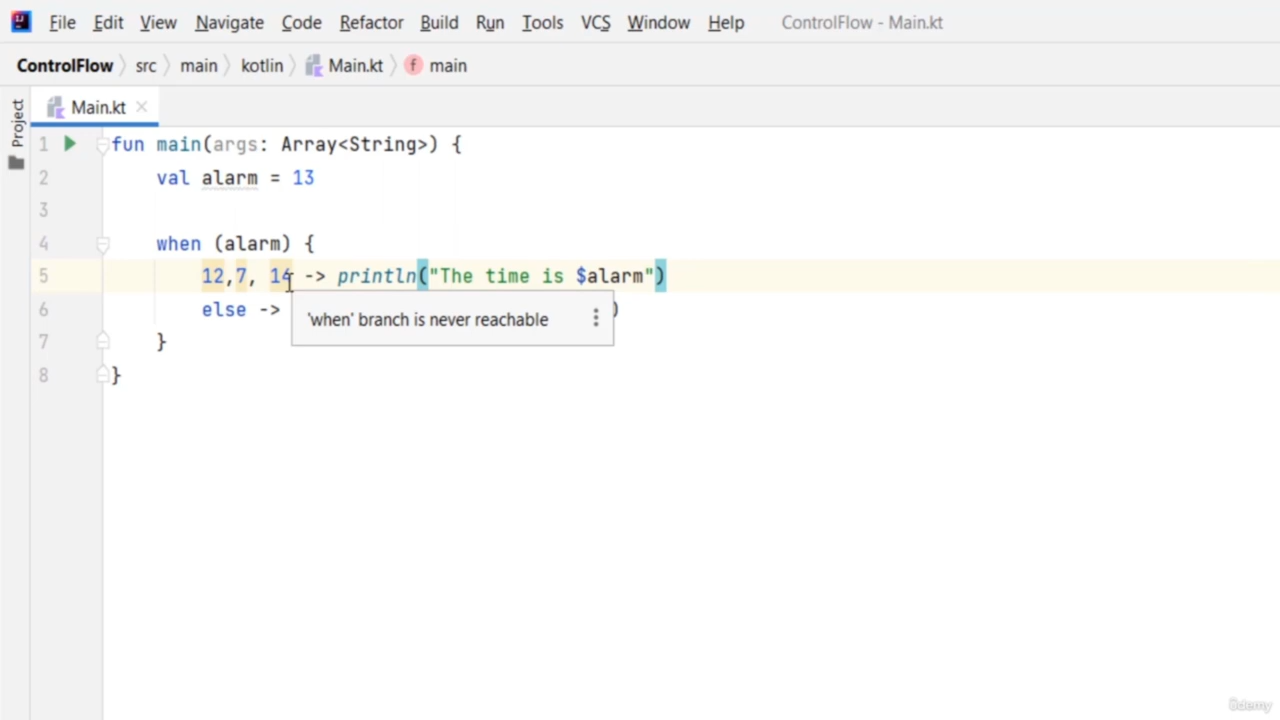 File Edit View Navigate Code Refactor Build Run Tools VCS Window Help ControlFlow - Main.kt
ControlFlow src main kotlin Main.kt f main
Project
Main.kt
1 fun main(args: Array<String>) {
2 val alarm = 13
3
4 when (alarm) {
5 12,7, 14 -> println("The time is $alarm")
6 else -> )
'when' branch is never reachable
7 }
8 }
ûdemy